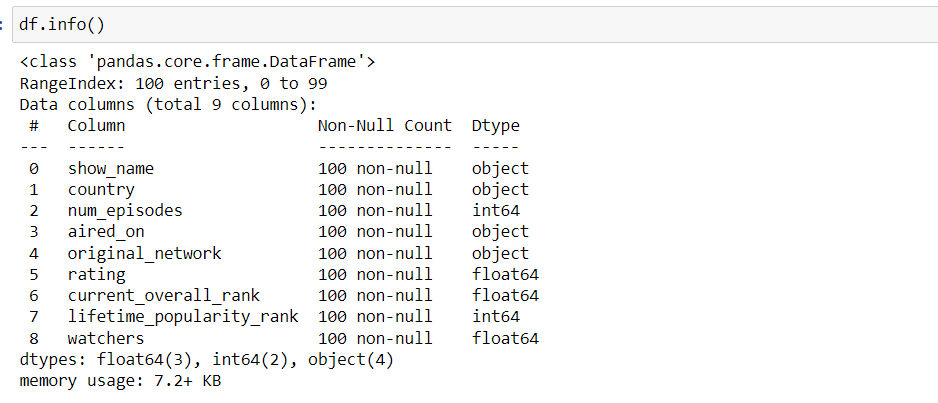 : df.info()
<class 'pandas.core.frame.DataFrame'>
RangeIndex: 100 entries, 0 to 99
Data columns (total 9 columns):
 #   Column                    Non-Null Count  Dtype
---  ------                    --------------  -----
 0   show_name                 100 non-null    object
 1   country                   100 non-null    object
 2   num_episodes              100 non-null    int64
 3   aired_on                  100 non-null    object
 4   original_network          100 non-null    object
 5   rating                    100 non-null    float64
 6   current_overall_rank      100 non-null    float64
 7   lifetime_popularity_rank  100 non-null    int64
 8   watchers                  100 non-null    float64
dtypes: float64(3), int64(2), object(4)
memory usage: 7.2+ KB